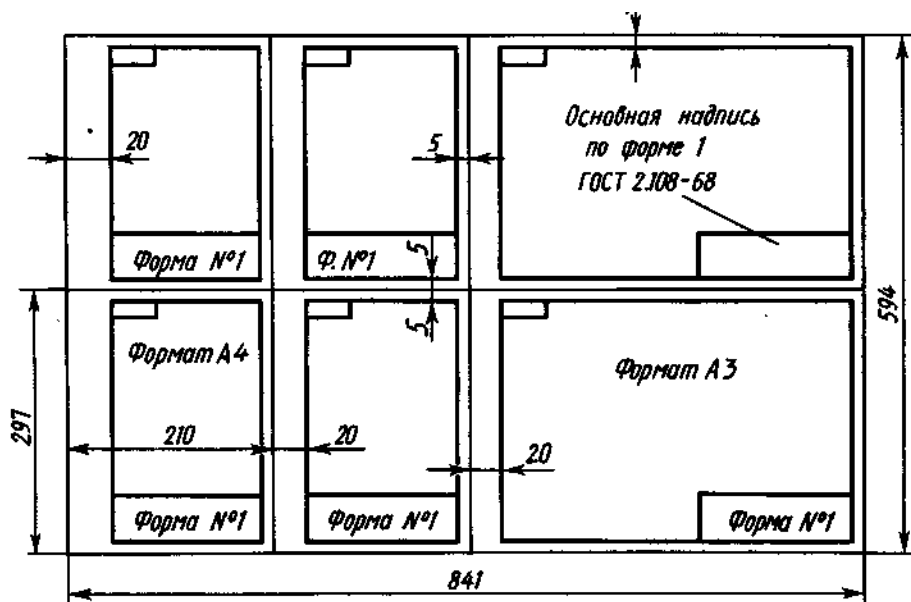 20
5
Основная надпись
по форме 1
ГОСТ 2.108-68
Форма №1
Ф. №1
5
594
5
Формат А4
Формат А3
297
210
20
20
Форма №1
Форма №1
Форма №1
841